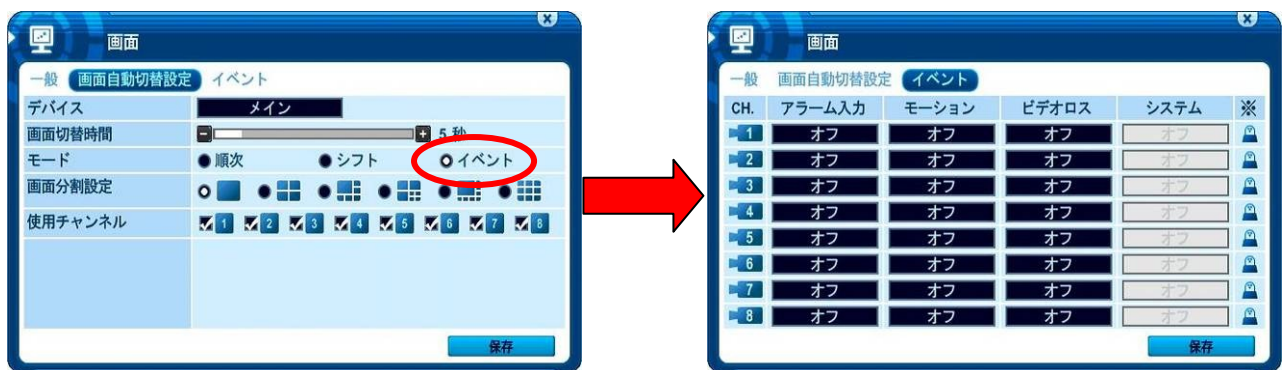 画面
一般 画面自動切替設定 イベント
デバイス メイン
画面切替時間 5 秒
モード 順次 シフト イベント
画面分割設定
使用チャンネル 1 2 3 4 5 6 7 8
保存
画面
一般 画面自動切替設定 イベント
CH. アラーム入力 モーション ビデオロス システム ※
1 オフ オフ オフ オフ
2 オフ オフ オフ オフ
3 オフ オフ オフ オフ
4 オフ オフ オフ オフ
5 オフ オフ オフ オフ
6 オフ オフ オフ オフ
7 オフ オフ オフ オフ
8 オフ オフ オフ オフ
保存